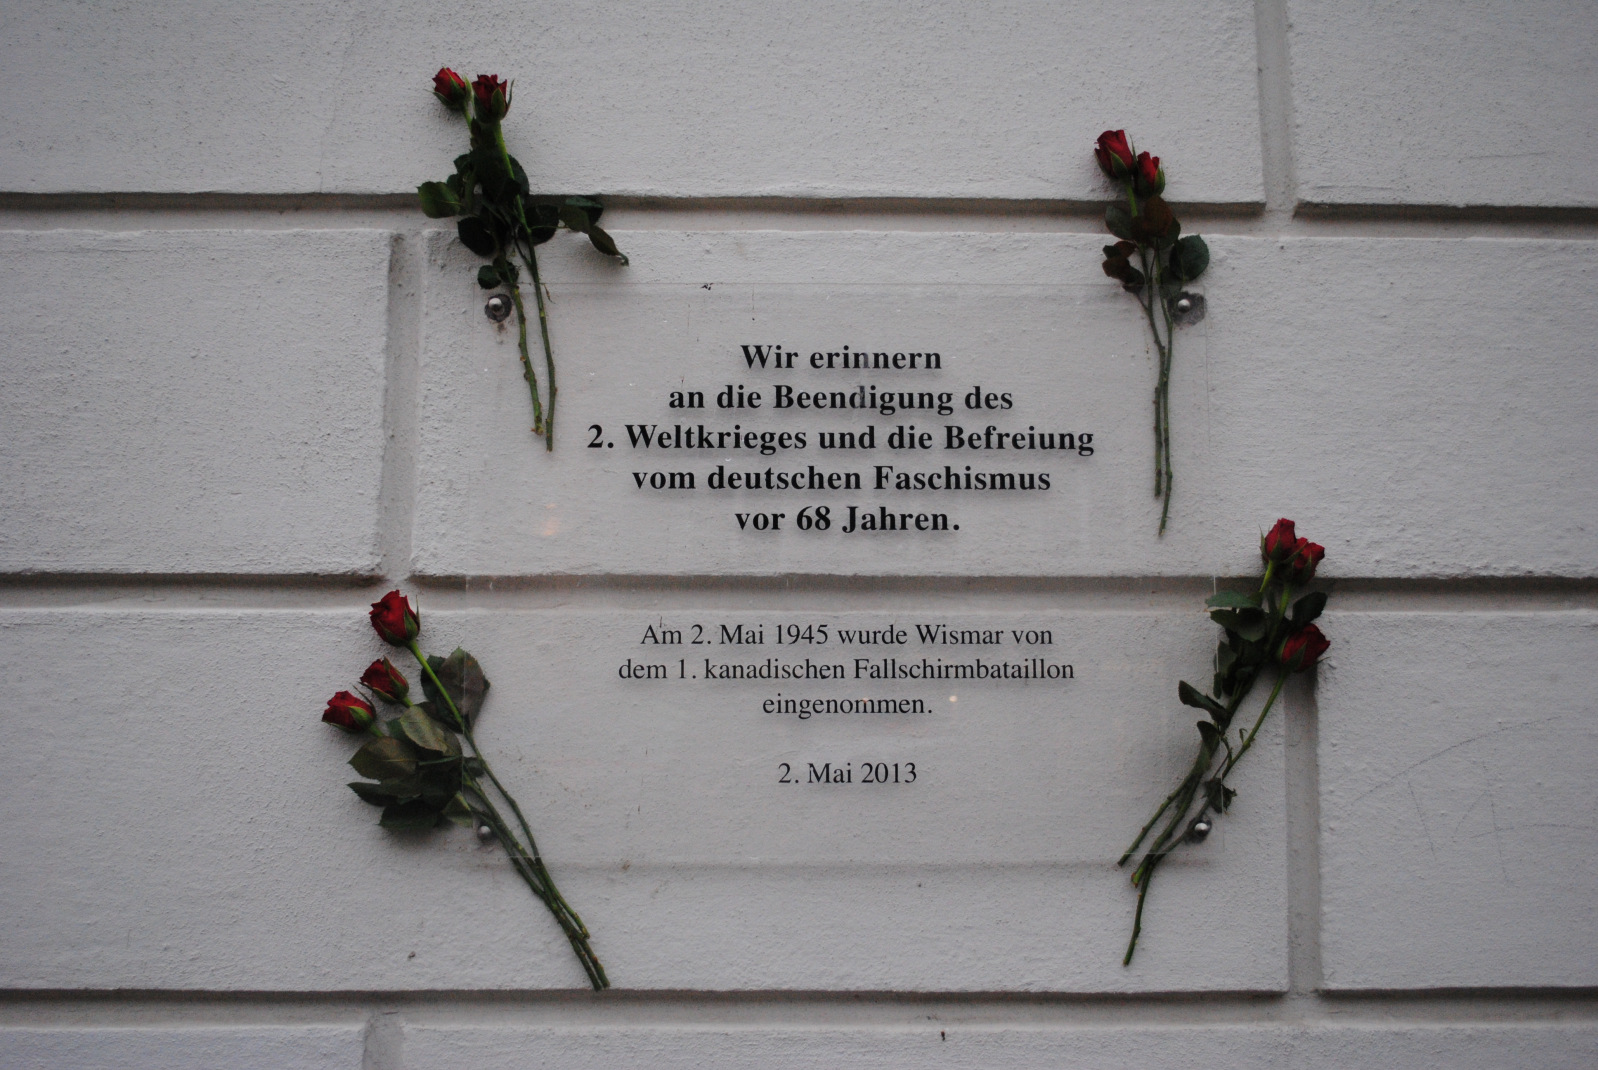 Wir erinnern
an die Beendigung des
2. Weltkrieges und die Befreiung
vom deutschen Faschismus
vor 68 Jahren.
Am 2. Mai 1945 wurde Wismar von
dem 1. kanadischen Fallschirmbataillon
eingenommen.
2. Mai 2013